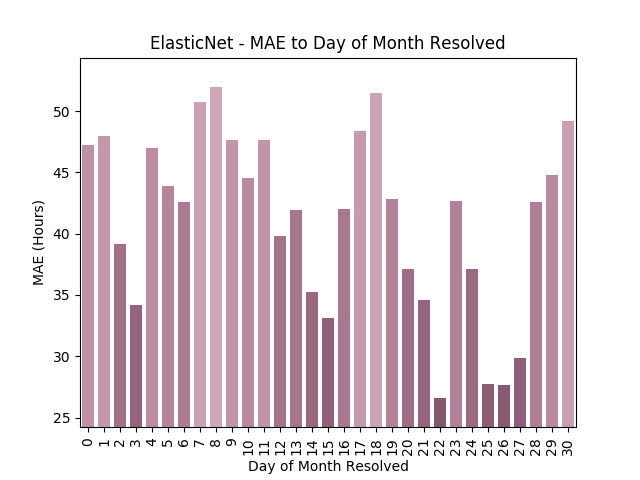 ElasticNet - MAE to Day of Month Resolved
MAE (Hours)
50
45
40
35
30
25
0 1 2 3 4 5 6 7 8 9 10 11 12 13 14 15 16 17 18 19 20 21 22 23 24 25 26 27 28 29 30
Day of Month Resolved